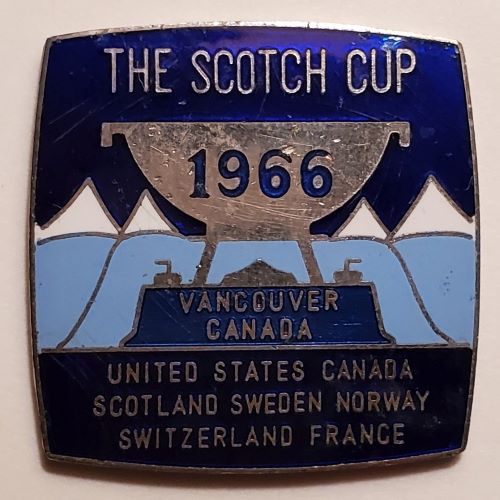 THE SCOTCH CUP
1966
VANCOUVER
CANADA
UNITED STATES CANADA
SCOTLAND SWEDEN NORWAY
SWITZERLAND FRANCE